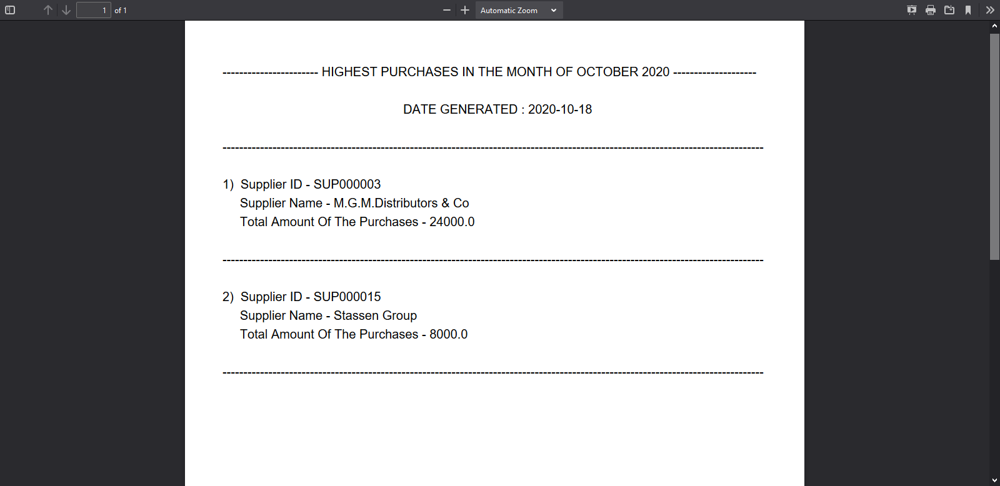 1 of 1 Automatic Zoom
----------------------- HIGHEST PURCHASES IN THE MONTH OF OCTOBER 2020 --------------------
DATE GENERATED : 2020-10-18
----------------------------------------------------------------------------------------------------------------------------------
1) Supplier ID - SUP000003
Supplier Name - M.G.M.Distributors & Co
Total Amount Of The Purchases - 24000.0
----------------------------------------------------------------------------------------------------------------------------------
2) Supplier ID - SUP000015
Supplier Name - Stassen Group
Total Amount Of The Purchases - 8000.0
----------------------------------------------------------------------------------------------------------------------------------